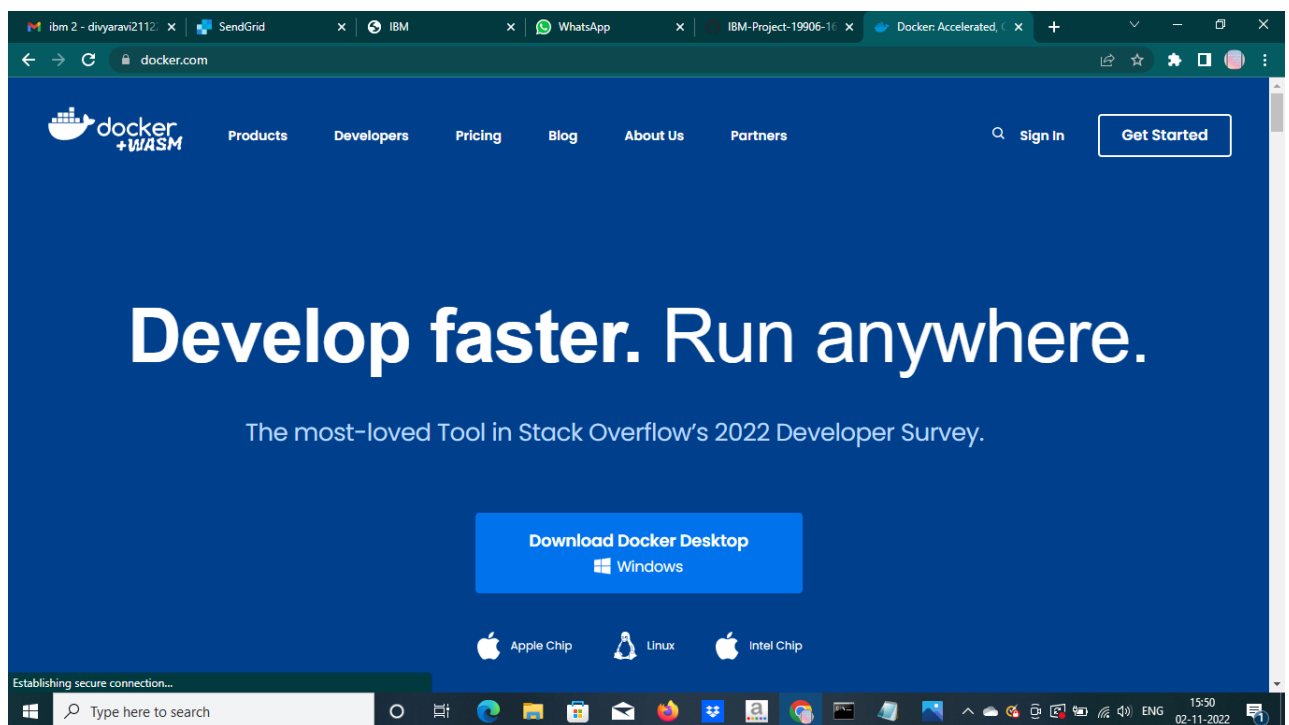 ibm 2 - divyaravi2112
SendGrid
IBM
WhatsApp
IBM-Project-19906-16
Docker: Accelerated, C
docker.com
docker
+WASM
Products
Developers
Pricing
Blog
About Us
Partners
Sign In
Get Started
Develop faster. Run anywhere.
The most-loved Tool in Stack Overflow’s 2022 Developer Survey.
Download Docker Desktop
Windows
Apple Chip
Linux
Intel Chip
Establishing secure connection...
Type here to search
a
ENG
15:50
02-11-2022